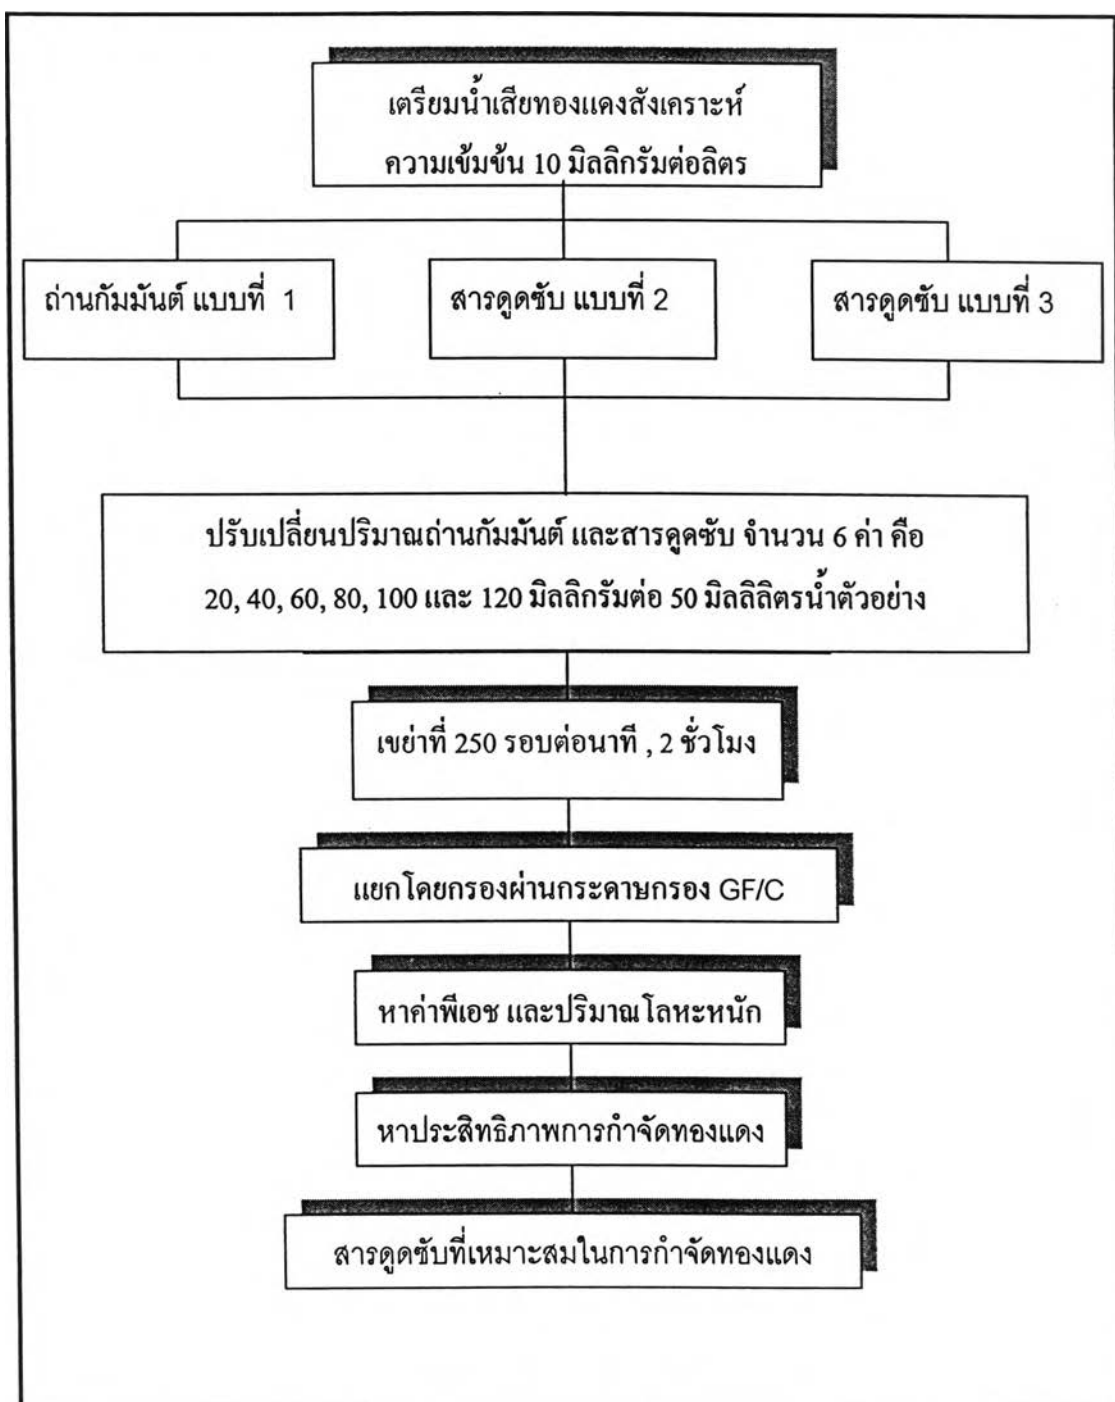 เตรียมน้ำเสียทองแดงสังเคราะห์
ความเข้มข้น 10 มิลลิกรัมต่อลิตร
ถ่านกัมมันต์ แบบที่ 1
สารดูดซับ แบบที่ 2
สารดูดซับ แบบที่ 3
ปรับเปลี่ยนปริมาณถ่านกัมมันต์ และสารดูดซับ จำนวน 6 ค่า คือ
20, 40, 60, 80, 100 และ 120 มิลลิกรัมต่อ 50 มิลลิลิตรน้ำตัวอย่าง
เขย่าที่ 250 รอบต่อนาที , 2 ชั่วโมง
แยกโดยกรองผ่านกระดาษกรอง GF/C
หาค่าพีเอช และปริมาณโลหะหนัก
หาประสิทธิภาพการกำจัดทองแดง
สารดูดซับที่เหมาะสมในการกำจัดทองแดง